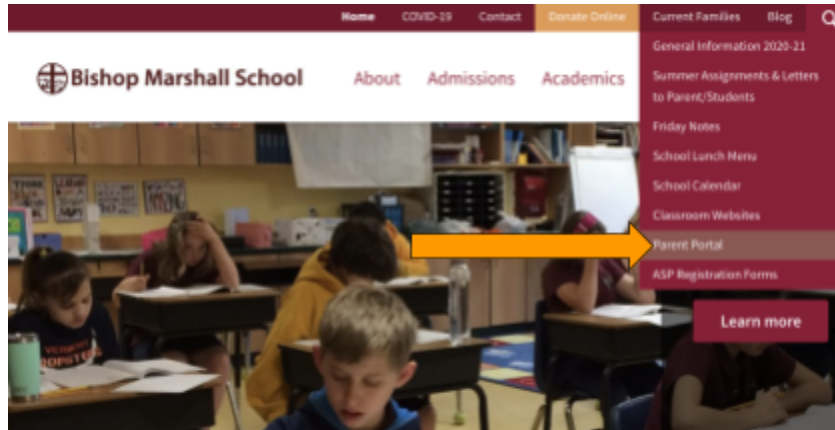 Home COVID-19 Contact Donate Online Current Families Blog
Bishop Marshall School About Admissions Academics
General Information 2020-21
Summer Assignments & Letters
to Parent/Students
Friday Notes
School Lunch Menu
School Calendar
Classroom Websites
Parent Portal
ASP Registration Forms
Learn more
VERMONT